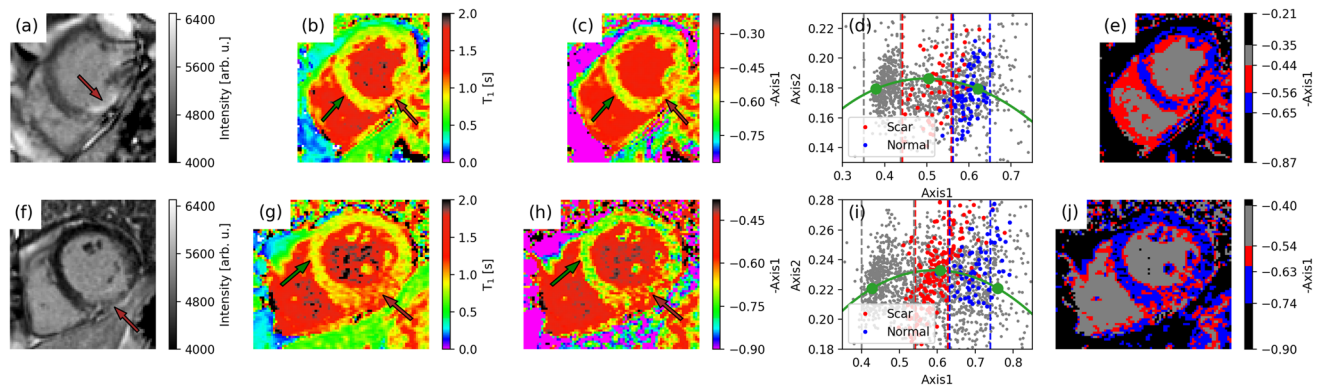 (a)
6400
5600
4800
4000
Intensity [arb. u.]
(b)
2.0
1.5
1.0
0.5
0.0
T₁ [s]
(c)
−0.30
−0.45
−0.60
−0.75
-Axis1
(d)
0.22
0.20
0.18
0.16
0.14
Axis2
Scar
Normal
0.3 0.4 0.5 0.6 0.7
Axis1
(e)
−0.21
−0.35
−0.44
−0.56
−0.65
−0.87
(f)
6400
5600
4800
4000
Intensity [arb. u.]
(g)
2.0
1.5
1.0
0.5
0.0
T₁ [s]
(h)
−0.45
−0.60
−0.75
−0.90
-Axis1
(i)
0.28
0.26
0.24
0.22
0.20
0.18
Axis2
Scar
Normal
0.4 0.5 0.6 0.7 0.8
Axis1
(j)
−0.40
−0.54
−0.63
−0.74
−0.90